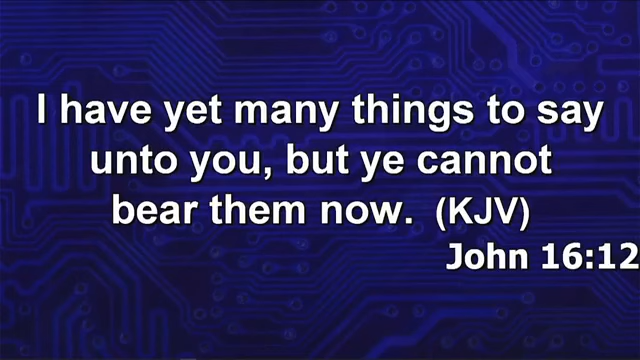 I have yet many things to say
unto you, but ye cannot
bear them now. (KJV)
John 16:12